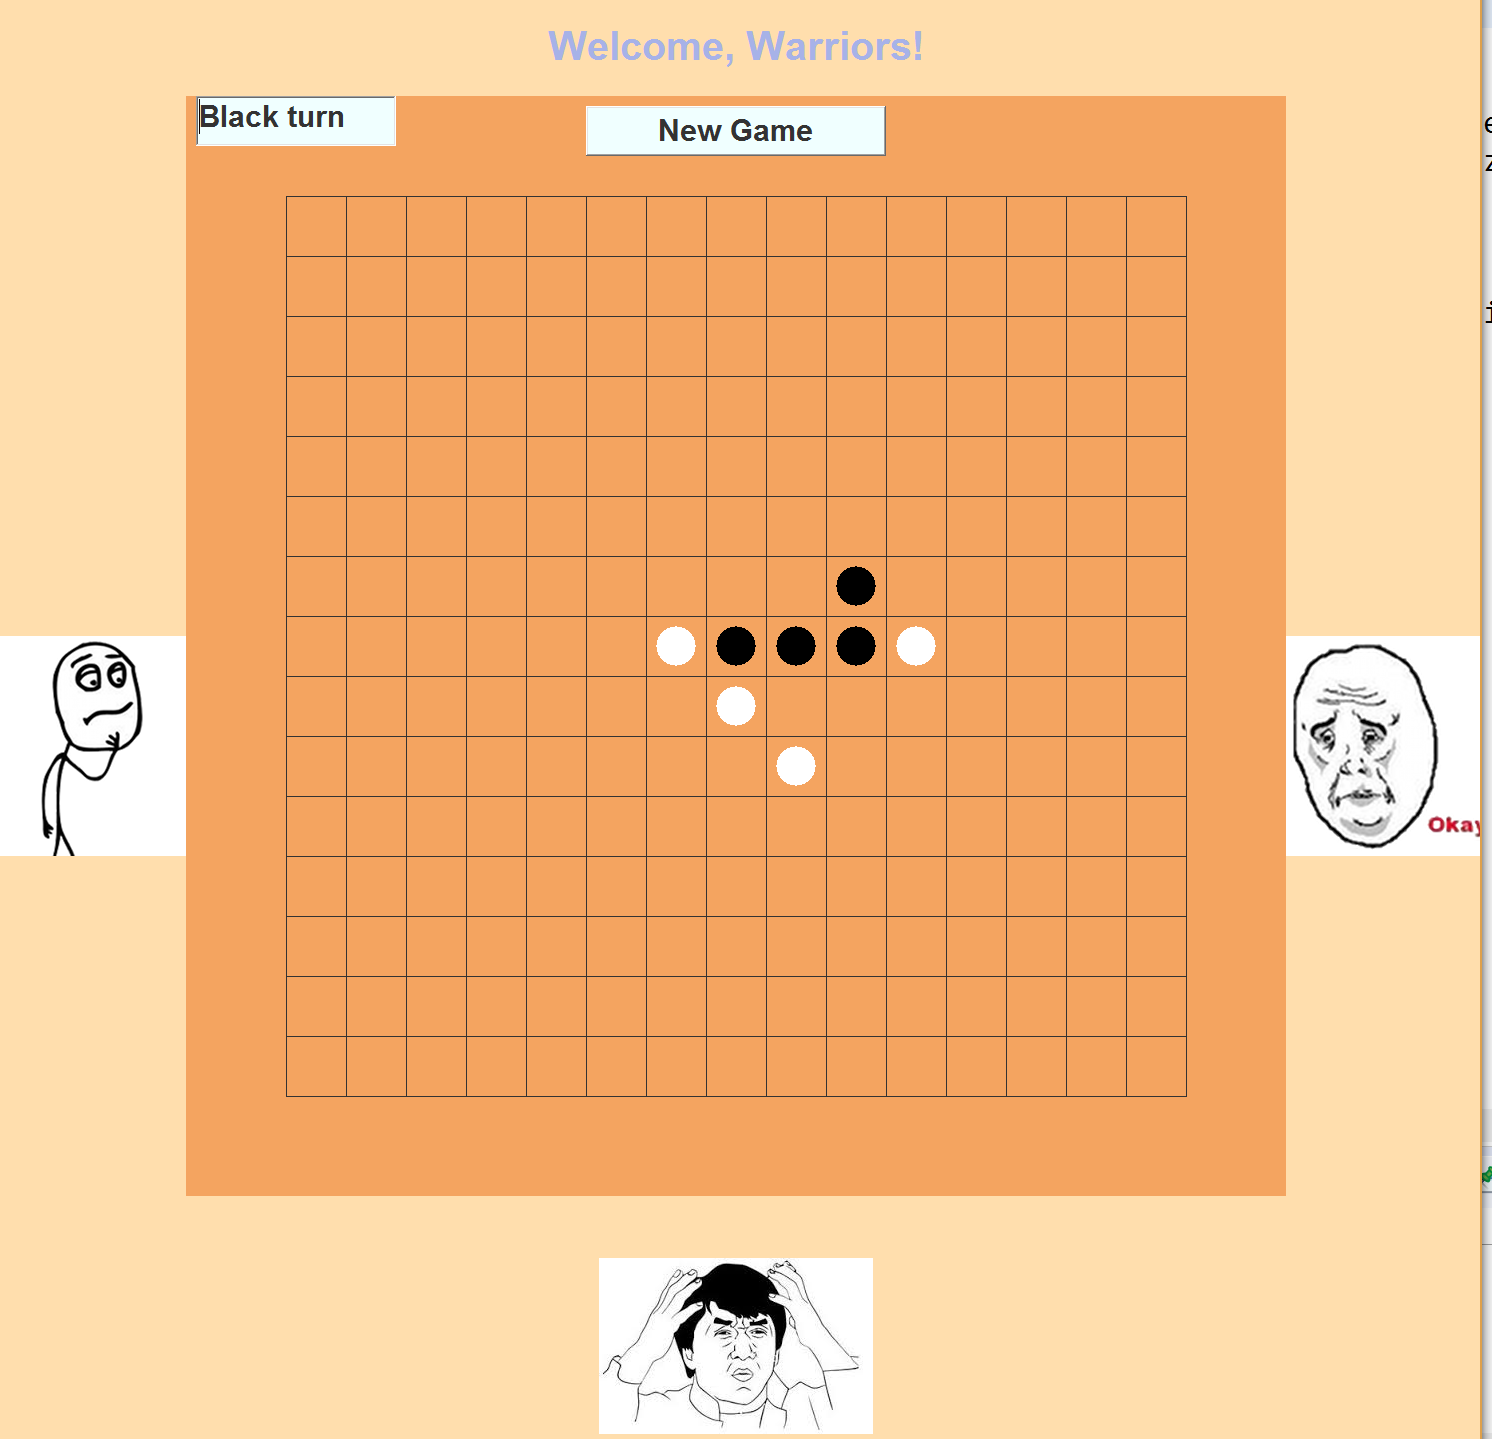 Welcome, Warriors!
Black turn
New Game
e
z
i
Okay